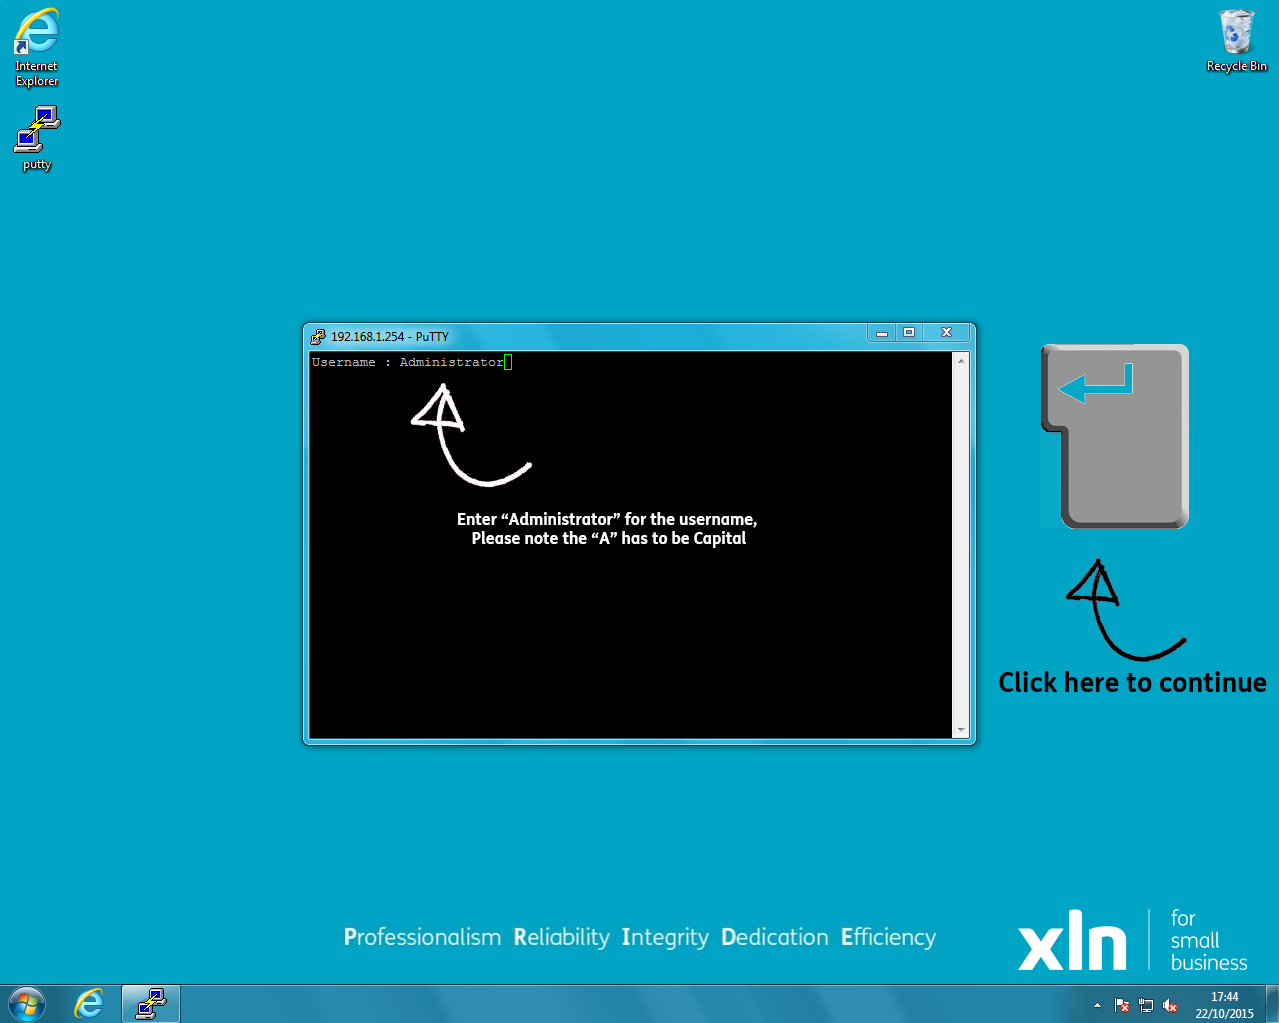 Internet
Explorer
Recycle Bin
putty
192.168.1.254 - PuTTY
Username : Administrator
Enter “Administrator” for the username,
Please note the “A” has to be Capital
Click here to continue
Professionalism Reliability Integrity Dedication Efficiency
xln
for
small
business
17:44
22/10/2015